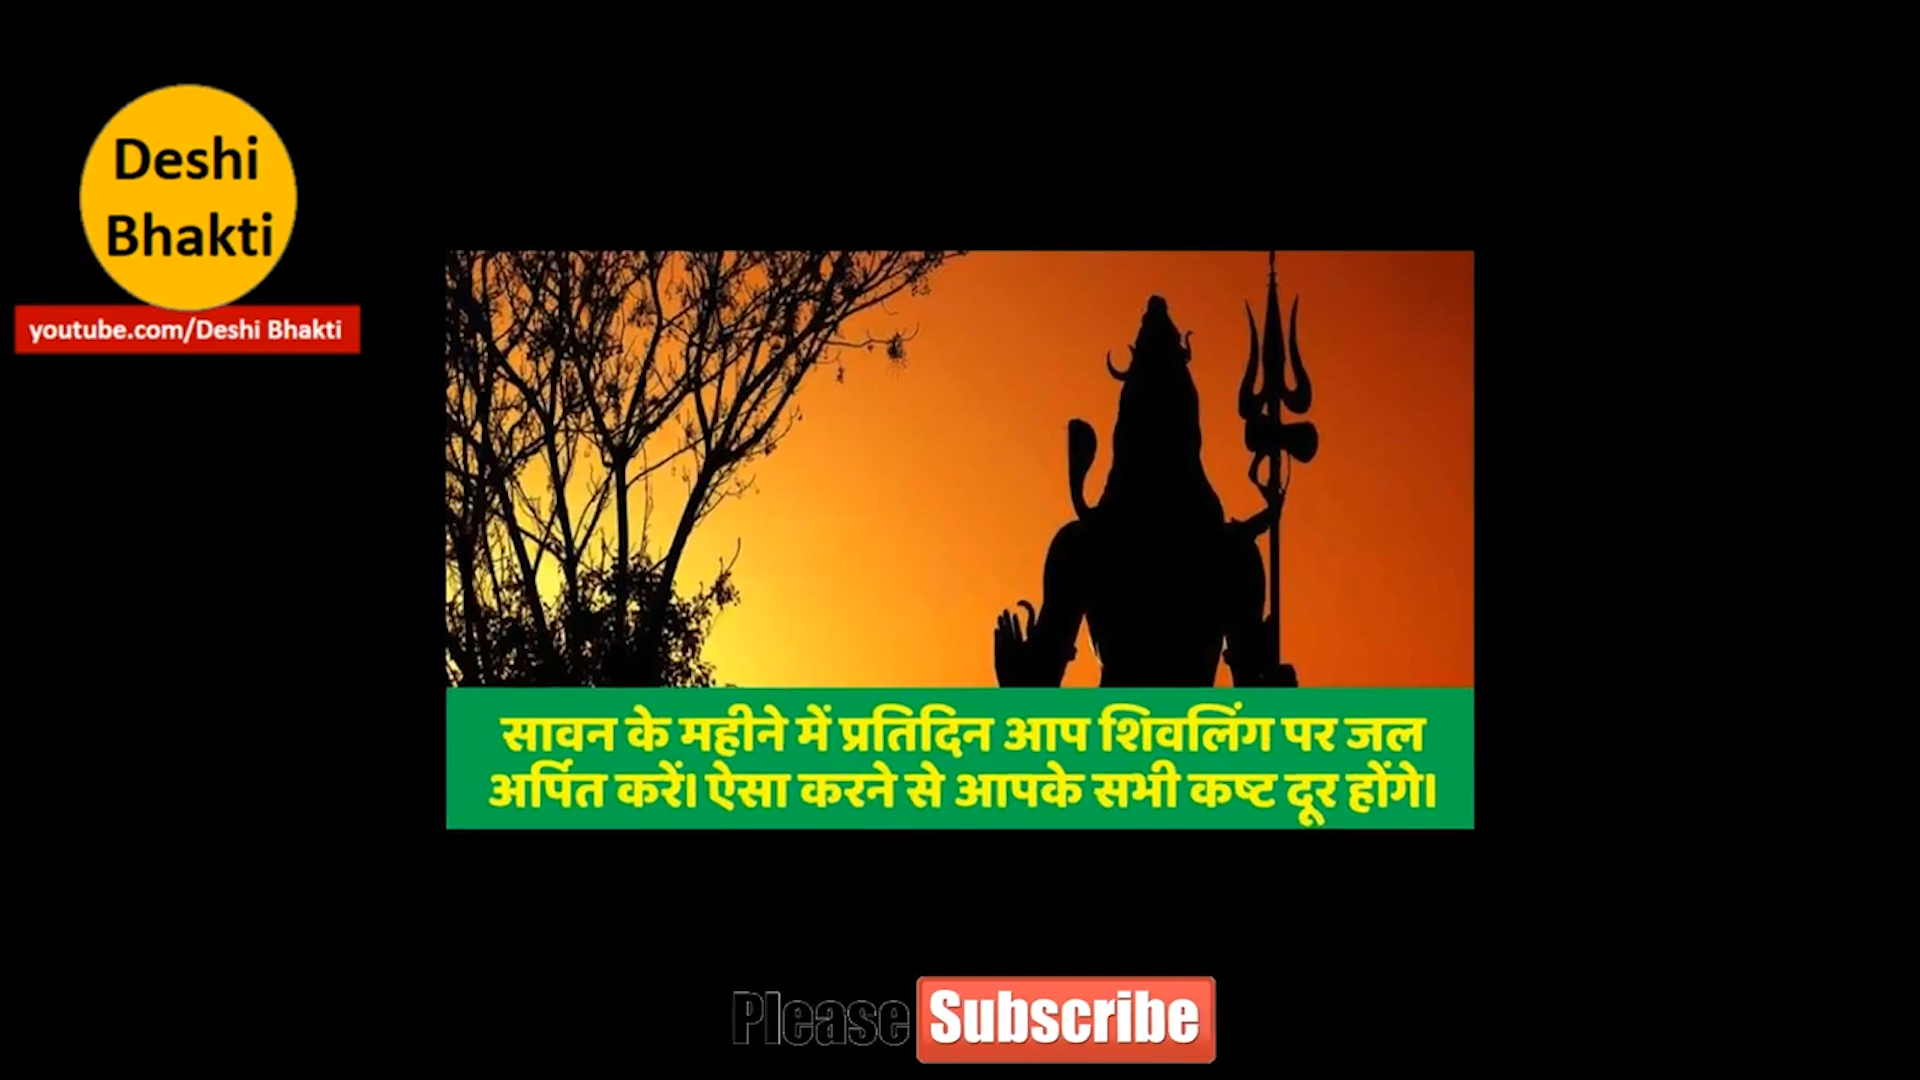 Deshi
Bhakti
youtube.com/Deshi Bhakti
सावन के महीने में प्रतिदिन आप शिवलिंग पर जल
अर्पित करें। ऐसा करने से आपके सभी कष्ट दूर होंगे।
Please Subscribe